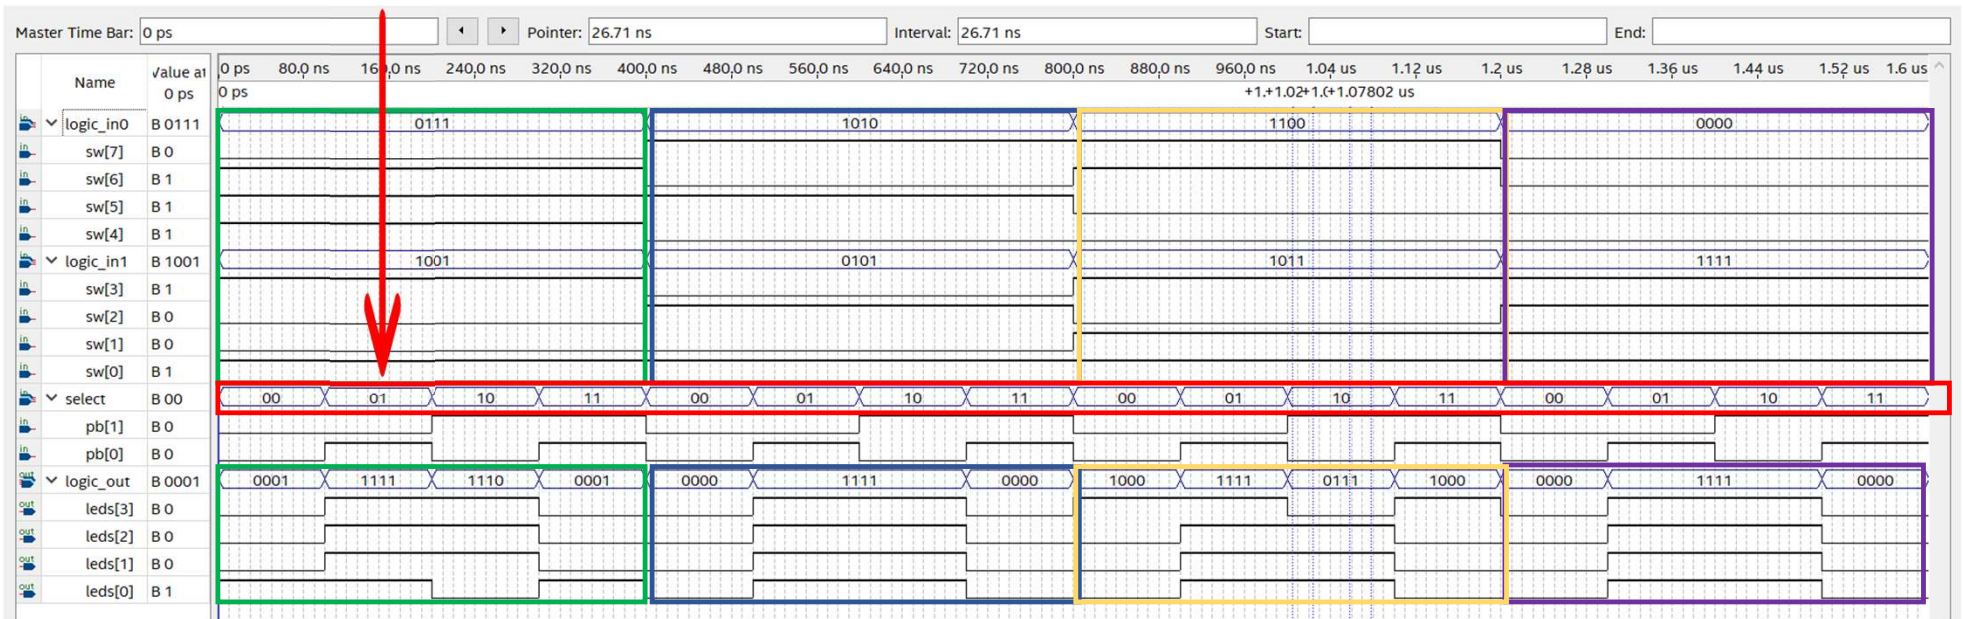 Master Time Bar: 0 ps Pointer: 26.71 ns Interval: 26.71 ns Start: End:
Name Value at 0 ps
0 ps 80.0 ns 160.0 ns 240.0 ns 320.0 ns 400.0 ns 480.0 ns 560.0 ns 640.0 ns 720.0 ns 800.0 ns 880.0 ns 960.0 ns 1.04 us 1.12 us 1.2 us 1.28 us 1.36 us 1.44 us 1.52 us 1.6 us
0 ps +1.+1.02+1.(+1.07802 us
logic_in0 B 0111 0111 1010 1100 0000
sw[7] B 0
sw[6] B 1
sw[5] B 1
sw[4] B 1
logic_in1 B 1001 1001 0101 1011 1111
sw[3] B 1
sw[2] B 0
sw[1] B 0
sw[0] B 1
select B 00 00 01 10 11 00 01 10 11 00 01 10 11 00 01 10 11
pb[1] B 0
pb[0] B 0
logic_out B 0001 0001 1111 1110 0001 0000 1111 0000 1000 1111 0111 1000 0000 1111 0000
leds[3] B 0
leds[2] B 0
leds[1] B 0
leds[0] B 1